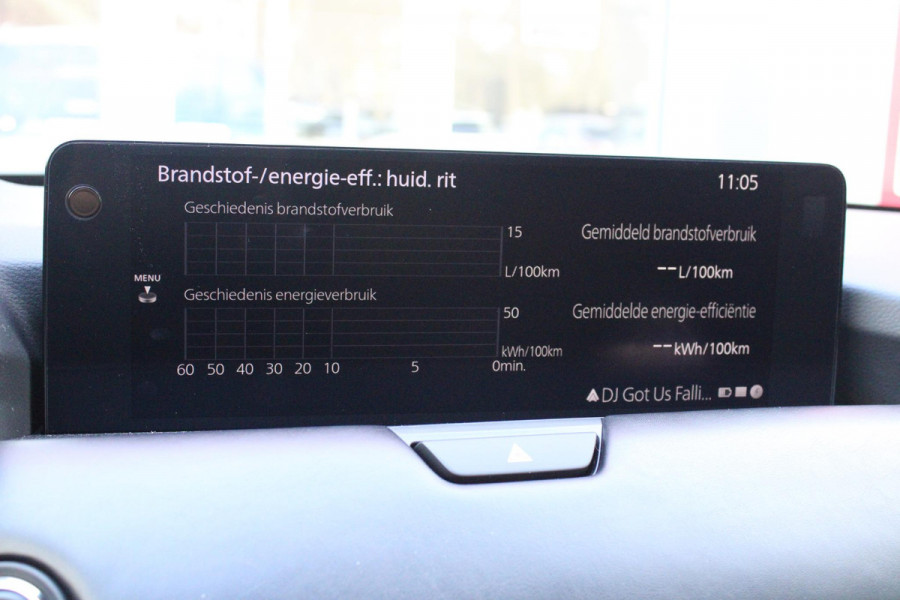 Brandstof-/energie-eff.: huid. rit
11:05
Geschiedenis brandstofverbruik
15
L/100km
Gemiddeld brandstofverbruik
--L/100km
MENU
Geschiedenis energieverbruik
50
kWh/100km
60 50 40 30 20 10 5 0min.
Gemiddelde energie-efficiëntie
--kWh/100km
DJ Got Us Falli...